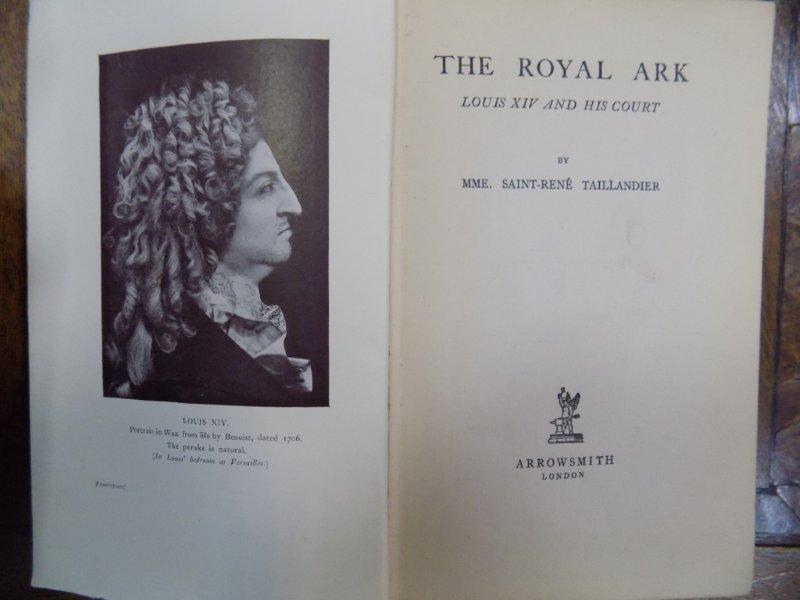 LOUIS XIV.
Portrait in Wax from life by Benoist, dated 1706.
The peruke is natural.
(In Louis' bedroom at Versailles.)
[Frontispiece]
THE ROYAL ARK
LOUIS XIV AND HIS COURT
BY
MME. SAINT-RENÉ TAILLANDIER
ARROWSMITH
LONDON